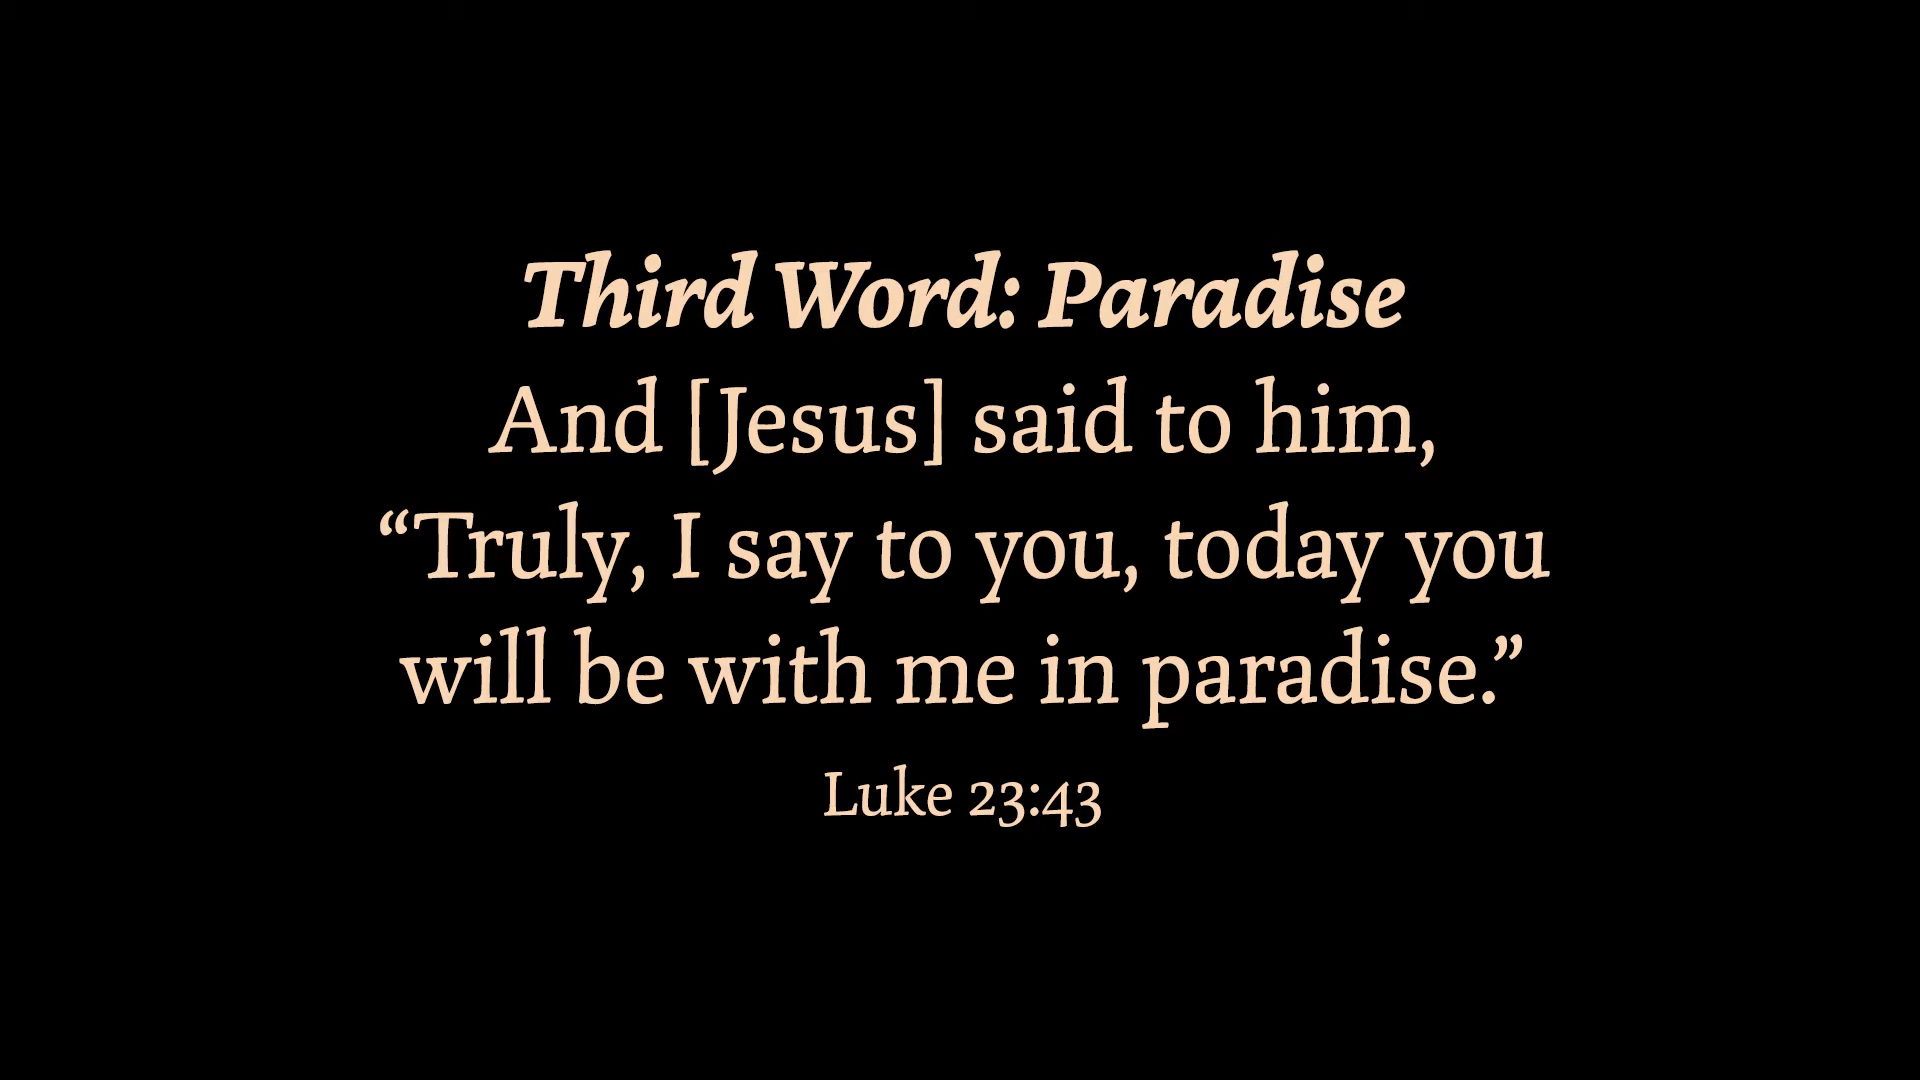 Third Word: Paradise
And [Jesus] said to him,
“Truly, I say to you, today you
will be with me in paradise.”
Luke 23:43